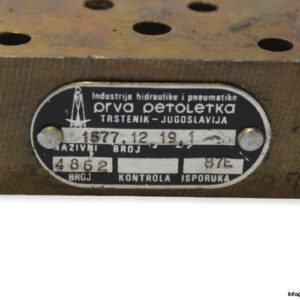 Industrija hidraulike i pneumatike
prva petoletka
TRSTENIK-JUGOSLAVIJA
1577.12.19.1
NAZIVNI BROJ
4862 87E
BROJ KONTROLA ISPORUKA